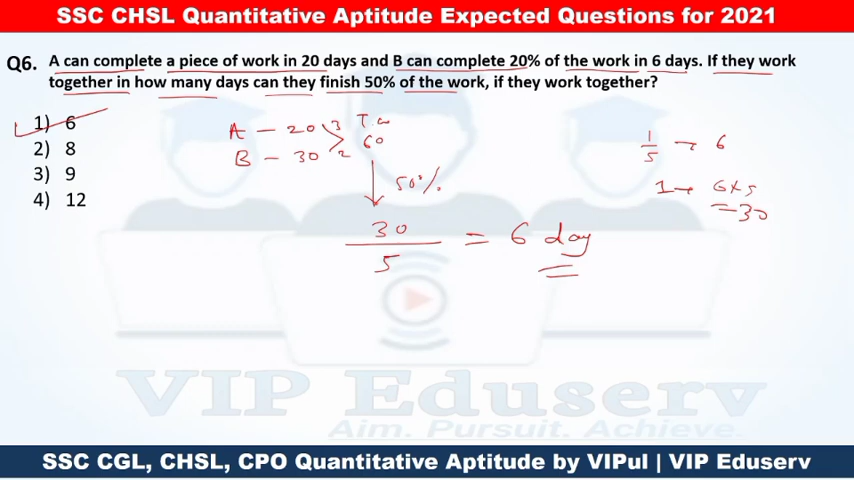 SSC CHSL Quantitative Aptitude Expected Questions for 2021
Q6. A can complete a piece of work in 20 days and B can complete 20% of the work in 6 days. If they work
together in how many days can they finish 50% of the work, if they work together?
1) 6
2) 8
3) 9
4) 12
A — 20 3 T.W
B — 30 2 60
50%
30
5
= 6 day
1/5 → 6
1 → 6×5
=30
VIP Eduserv
Aim. Pursuit. Achieve.
SSC CGL, CHSL, CPO Quantitative Aptitude by VIPul | VIP Eduserv